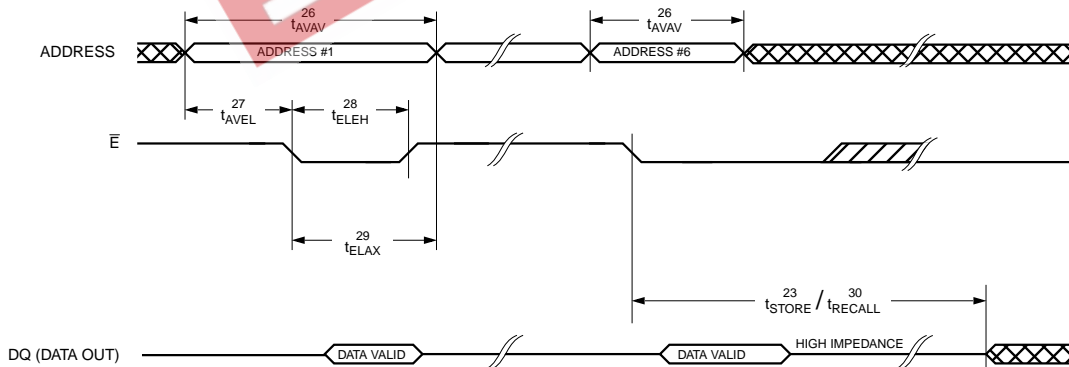 26 26
tAVAV tAVAV
ADDRESS ADDRESS #1 ADDRESS #6
27 28
tAVEL tELEH
E
29
tELAX
23 30
tSTORE / tRECALL
DQ (DATA OUT) DATA VALID DATA VALID HIGH IMPEDANCE